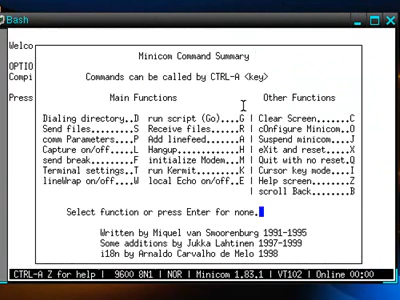 Bash
Welco
Minicom Command Summary
OPTIO
Compi
Commands can be called by CTRL-A <key>
Press
Main Functions Other Functions
Dialing directory..D run script (Go)....G | Clear Screen.......C
Send files.........S Receive files......R | cOnfigure Minicom..O
comm Parameters....P Add linefeed.......A | Suspend minicom....J
Capture on/off.....L Hangup.............H | eXit and reset.....X
send break.........F initialize Modem...M | Quit with no reset.Q
Terminal settings..T run Kermit.........K | Cursor key mode....I
lineWrap on/off....W local Echo on/off..E | Help screen........Z
| scroll Back........B
Select function or press Enter for none.
Written by Miquel van Smoorenburg 1991-1995
Some additions by Jukka Lahtinen 1997-1999
i18n by Arnaldo Carvalho de Melo 1998
CTRL-A Z for help | 9600 8N1 | NOR | Minicom 1.83.1 | VT102 | Online 00:00